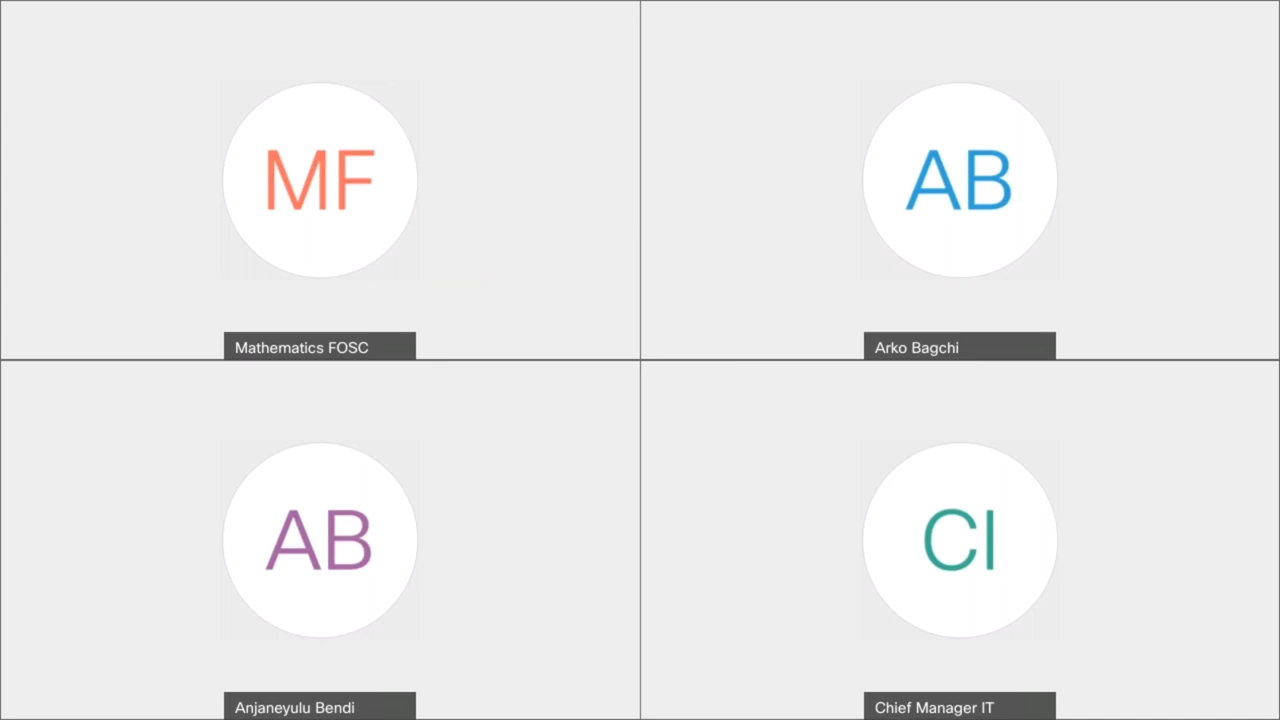 MF
Mathematics FOSC
AB
Arko Bagchi
AB
Anjaneyulu Bendi
CI
Chief Manager IT